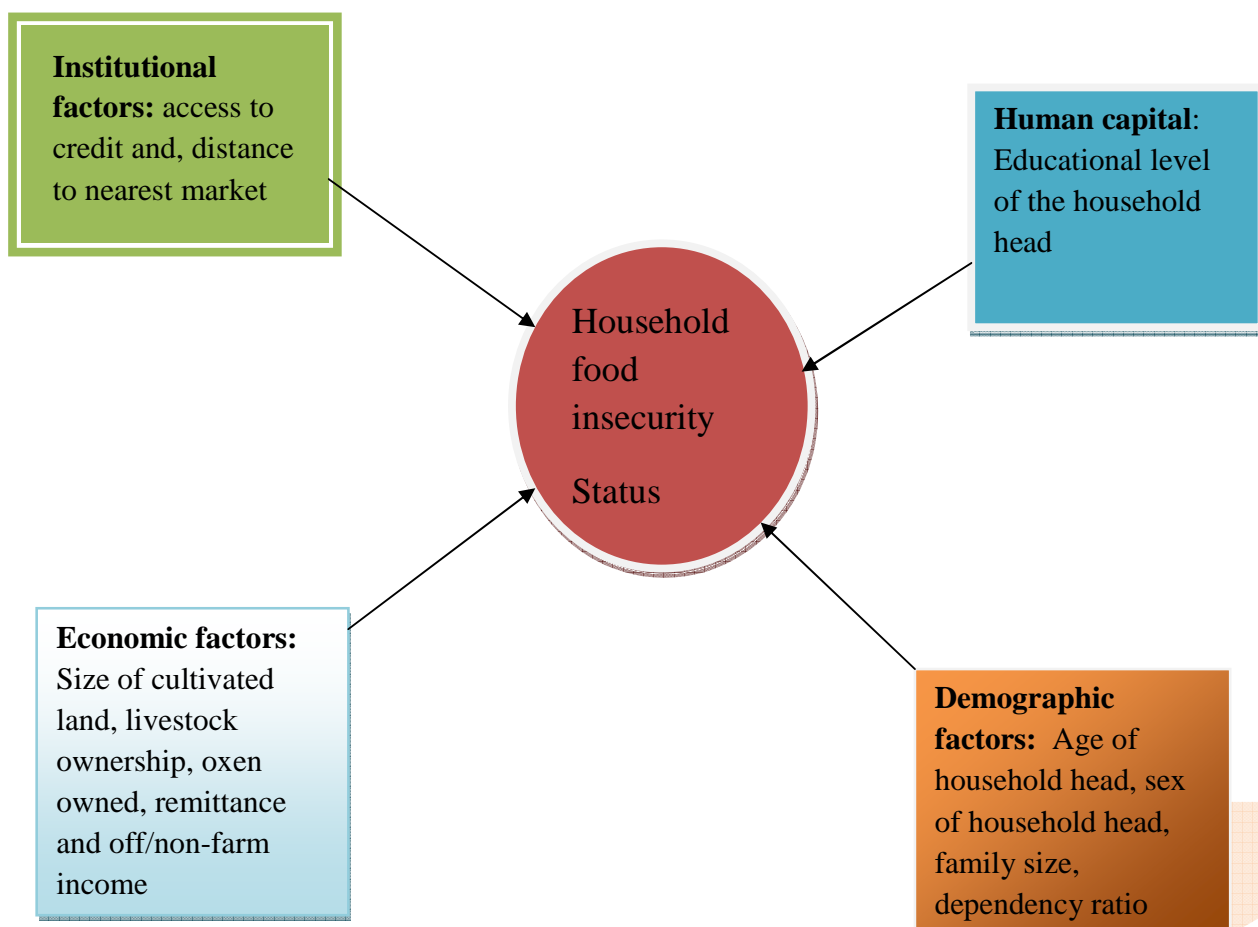 Institutional
factors: access to
credit and, distance
to nearest market
Human capital:
Educational level
of the household
head
Household
food
insecurity
Status
Economic factors:
Size of cultivated
land, livestock
ownership, oxen
owned, remittance
and off/non-farm
income
Demographic
factors: Age of
household head, sex
of household head,
family size,
dependency ratio